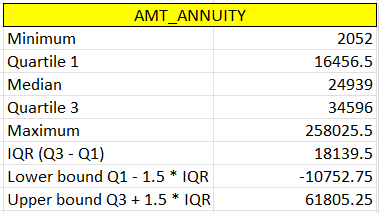 AMT_ANNUITY
Minimum 2052
Quartile 1 16456.5
Median 24939
Quartile 3 34596
Maximum 258025.5
IQR (Q3 - Q1) 18139.5
Lower bound Q1 - 1.5 * IQR -10752.75
Upper bound Q3 + 1.5 * IQR 61805.25